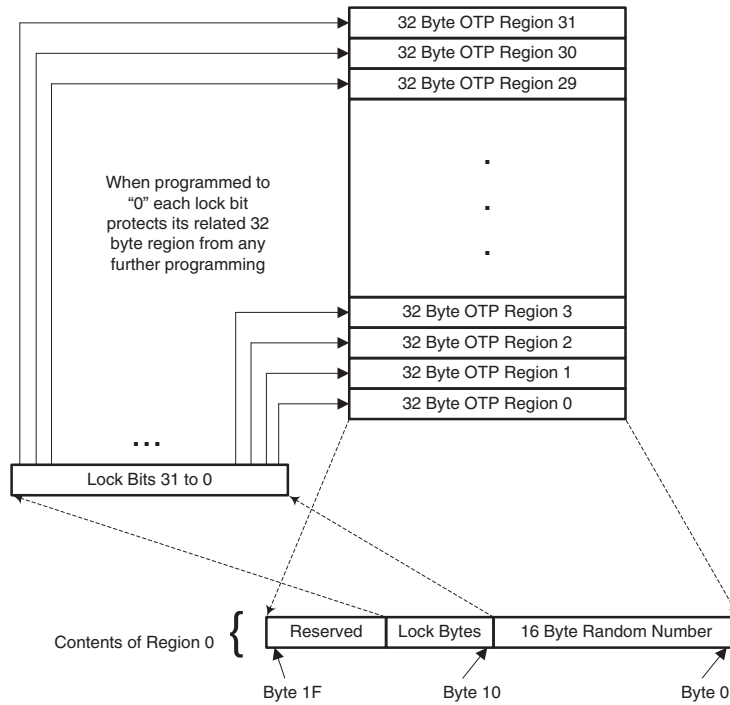 32 Byte OTP Region 31
32 Byte OTP Region 30
32 Byte OTP Region 29
.
.
.
When programmed to
“0” each lock bit
protects its related 32
byte region from any
further programming
32 Byte OTP Region 3
32 Byte OTP Region 2
32 Byte OTP Region 1
32 Byte OTP Region 0
...
Lock Bits 31 to 0
Contents of Region 0 {
Reserved
Lock Bytes
16 Byte Random Number
Byte 1F
Byte 10
Byte 0